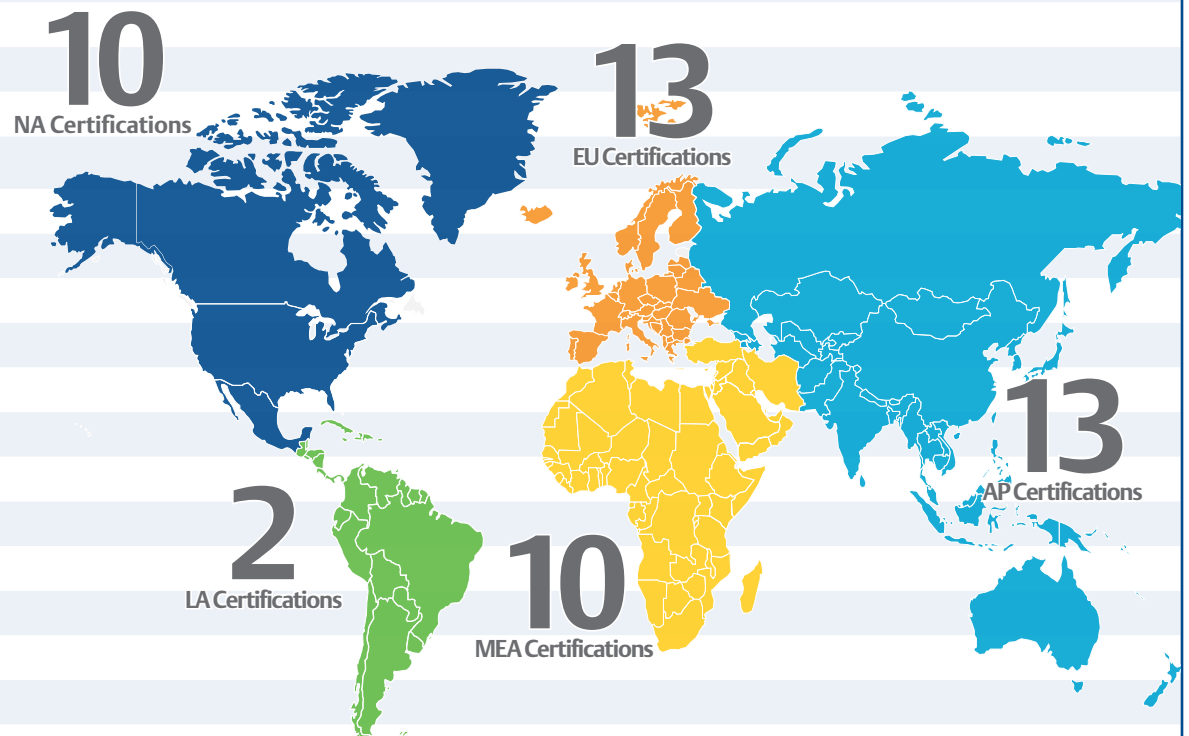 10
NA Certifications
13
EU Certifications
13
AP Certifications
2
LA Certifications
10
MEA Certifications